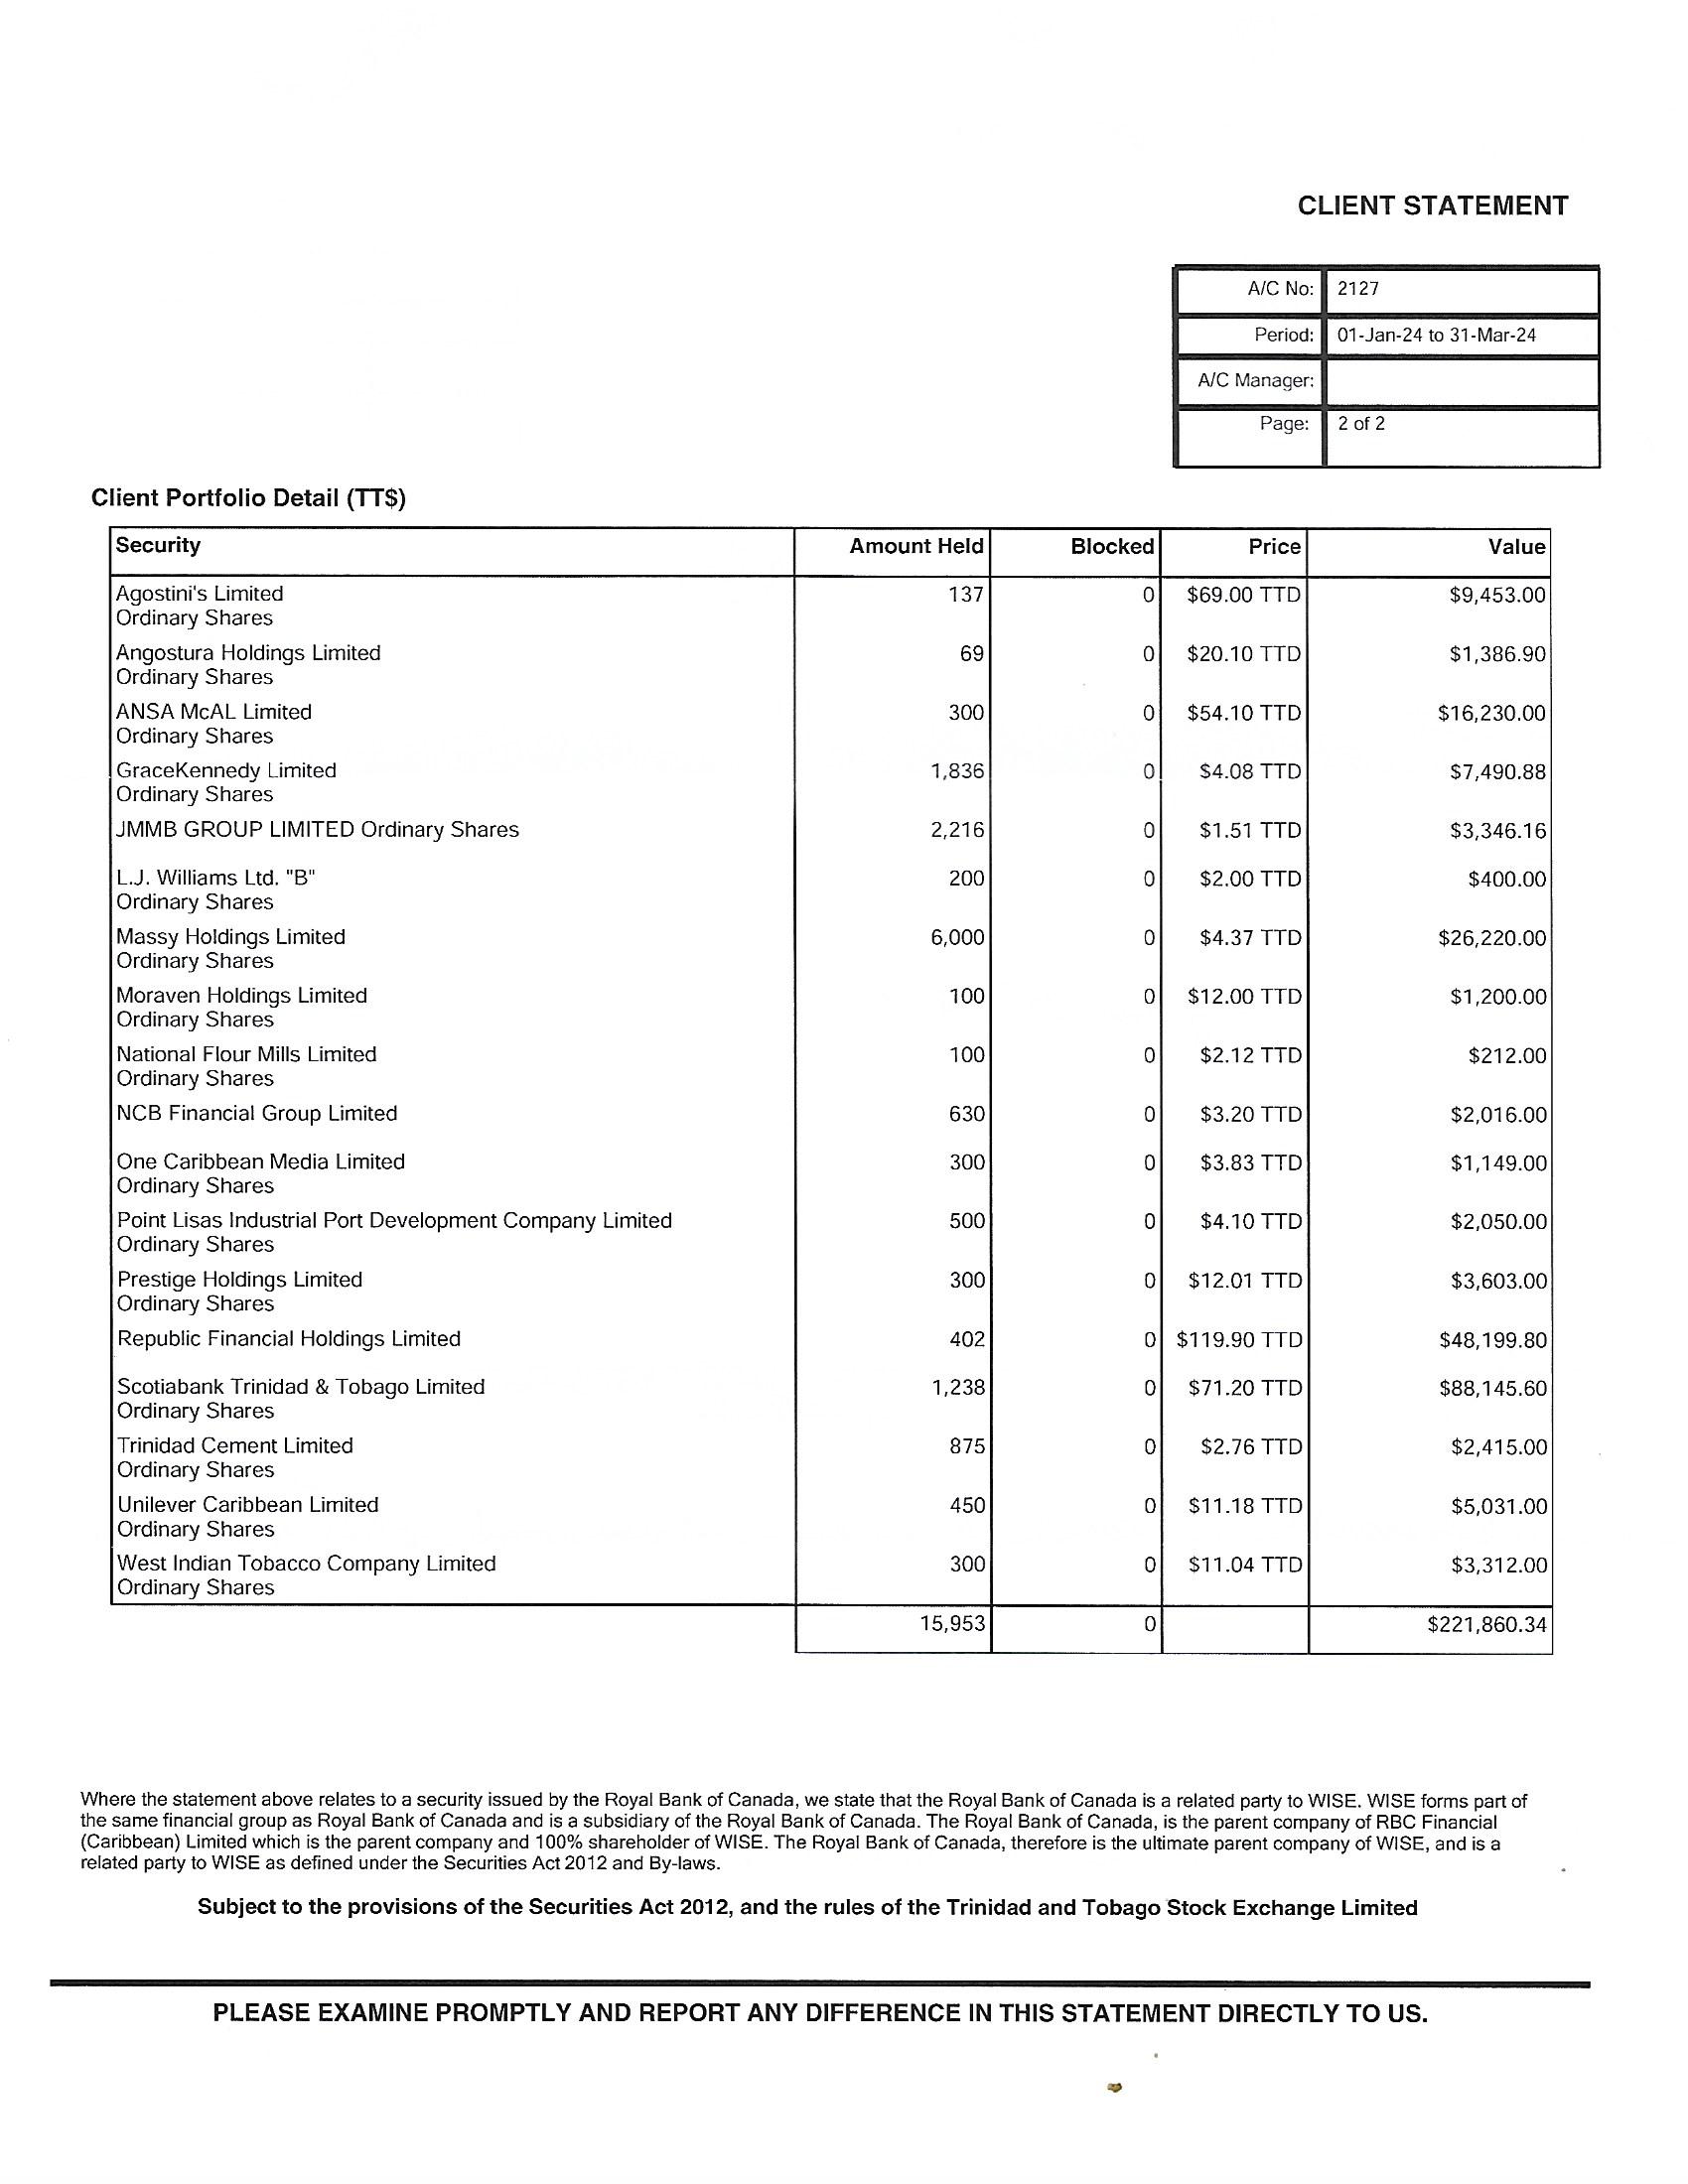 CLIENT STATEMENT
A/C No: 2127
Period: 01-Jan-24 to 31-Mar-24
A/C Manager:
Page: 2 of 2
Client Portfolio Detail (TT$)
Security Amount Held Blocked Price Value
Agostini's Limited 137 0 $69.00 TTD $9,453.00
Ordinary Shares
Angostura Holdings Limited 69 0 $20.10 TTD $1,386.90
Ordinary Shares
ANSA McAL Limited 300 0 $54.10 TTD $16,230.00
Ordinary Shares
GraceKennedy Limited 1,836 0 $4.08 TTD $7,490.88
Ordinary Shares
JMMB GROUP LIMITED Ordinary Shares 2,216 0 $1.51 TTD $3,346.16
L.J. Williams Ltd. "B" 200 0 $2.00 TTD $400.00
Ordinary Shares
Massy Holdings Limited 6,000 0 $4.37 TTD $26,220.00
Ordinary Shares
Moraven Holdings Limited 100 0 $12.00 TTD $1,200.00
Ordinary Shares
National Flour Mills Limited 100 0 $2.12 TTD $212.00
Ordinary Shares
NCB Financial Group Limited 630 0 $3.20 TTD $2,016.00
One Caribbean Media Limited 300 0 $3.83 TTD $1,149.00
Ordinary Shares
Point Lisas Industrial Port Development Company Limited 500 0 $4.10 TTD $2,050.00
Ordinary Shares
Prestige Holdings Limited 300 0 $12.01 TTD $3,603.00
Ordinary Shares
Republic Financial Holdings Limited 402 0 $119.90 TTD $48,199.80
Scotiabank Trinidad & Tobago Limited 1,238 0 $71.20 TTD $88,145.60
Ordinary Shares
Trinidad Cement Limited 875 0 $2.76 TTD $2,415.00
Ordinary Shares
Unilever Caribbean Limited 450 0 $11.18 TTD $5,031.00
Ordinary Shares
West Indian Tobacco Company Limited 300 0 $11.04 TTD $3,312.00
Ordinary Shares
15,953 0 $221,860.34
Where the statement above relates to a security issued by the Royal Bank of Canada, we state that the Royal Bank of Canada is a related party to WISE. WISE forms part of
the same financial group as Royal Bank of Canada and is a subsidiary of the Royal Bank of Canada. The Royal Bank of Canada, is the parent company of RBC Financial
(Caribbean) Limited which is the parent company and 100% shareholder of WISE. The Royal Bank of Canada, therefore is the ultimate parent company of WISE, and is a
related party to WISE as defined under the Securities Act 2012 and By-laws.
Subject to the provisions of the Securities Act 2012, and the rules of the Trinidad and Tobago Stock Exchange Limited
PLEASE EXAMINE PROMPTLY AND REPORT ANY DIFFERENCE IN THIS STATEMENT DIRECTLY TO US.